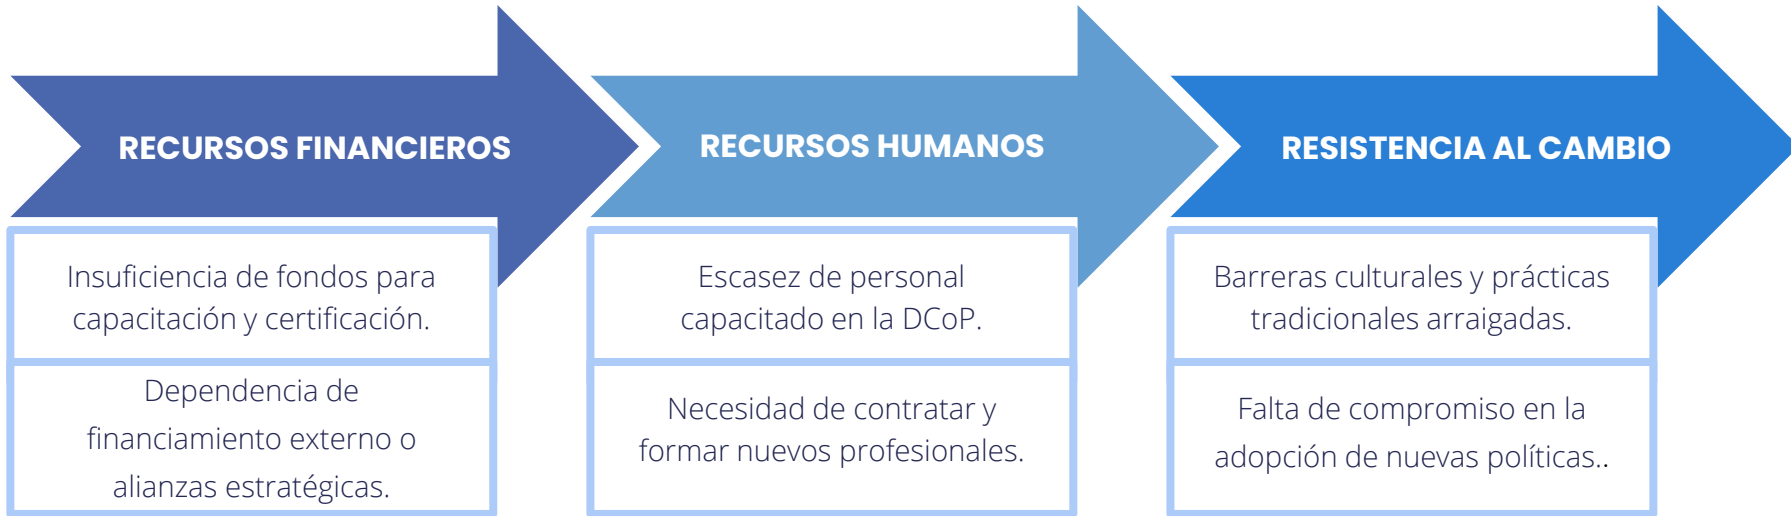 RECURSOS FINANCIEROS
Insuficiencia de fondos para
capacitación y certificación.
Dependencia de
financiamiento externo o
alianzas estratégicas.
RECURSOS HUMANOS
Escasez de personal
capacitado en la DCoP.
Necesidad de contratar y
formar nuevos profesionales.
RESISTENCIA AL CAMBIO
Barreras culturales y prácticas
tradicionales arraigadas.
Falta de compromiso en la
adopción de nuevas políticas..